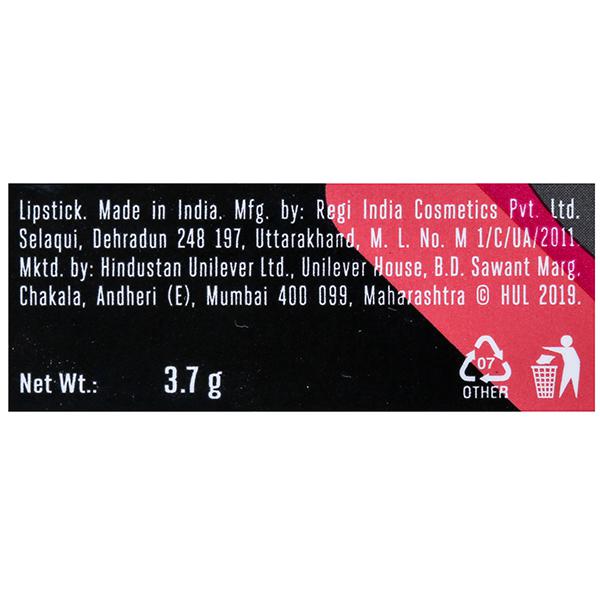 Lipstick. Made in India. Mfg. by: Regi India Cosmetics Pvt. Ltd.
Selaqui, Dehradun 248 197, Uttarakhand, M. L. No. M 1/C/UA/2011
Mktd. by: Hindustan Unilever Ltd., Unilever House, B.D. Sawant Marg,
Chakala, Andheri (E), Mumbai 400 099, Maharashtra © HUL 2019.
Net Wt.: 3.7 g
07
OTHER